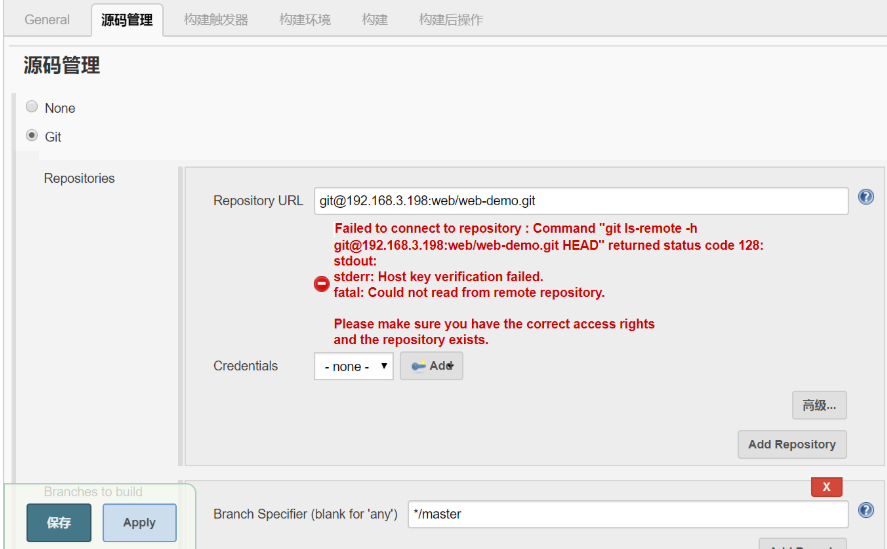 General 源码管理 构建触发器 构建环境 构建 构建后操作
源码管理
None
Git
Repositories
Repository URL git@192.168.3.198:web/web-demo.git
Failed to connect to repository : Command "git ls-remote -h
git@192.168.3.198:web/web-demo.git HEAD" returned status code 128:
stdout:
stderr: Host key verification failed.
fatal: Could not read from remote repository.
Please make sure you have the correct access rights
and the repository exists.
Credentials - none - Add
高级...
Add Repository
Branches to build
X
Branch Specifier (blank for 'any') */master
保存 Apply